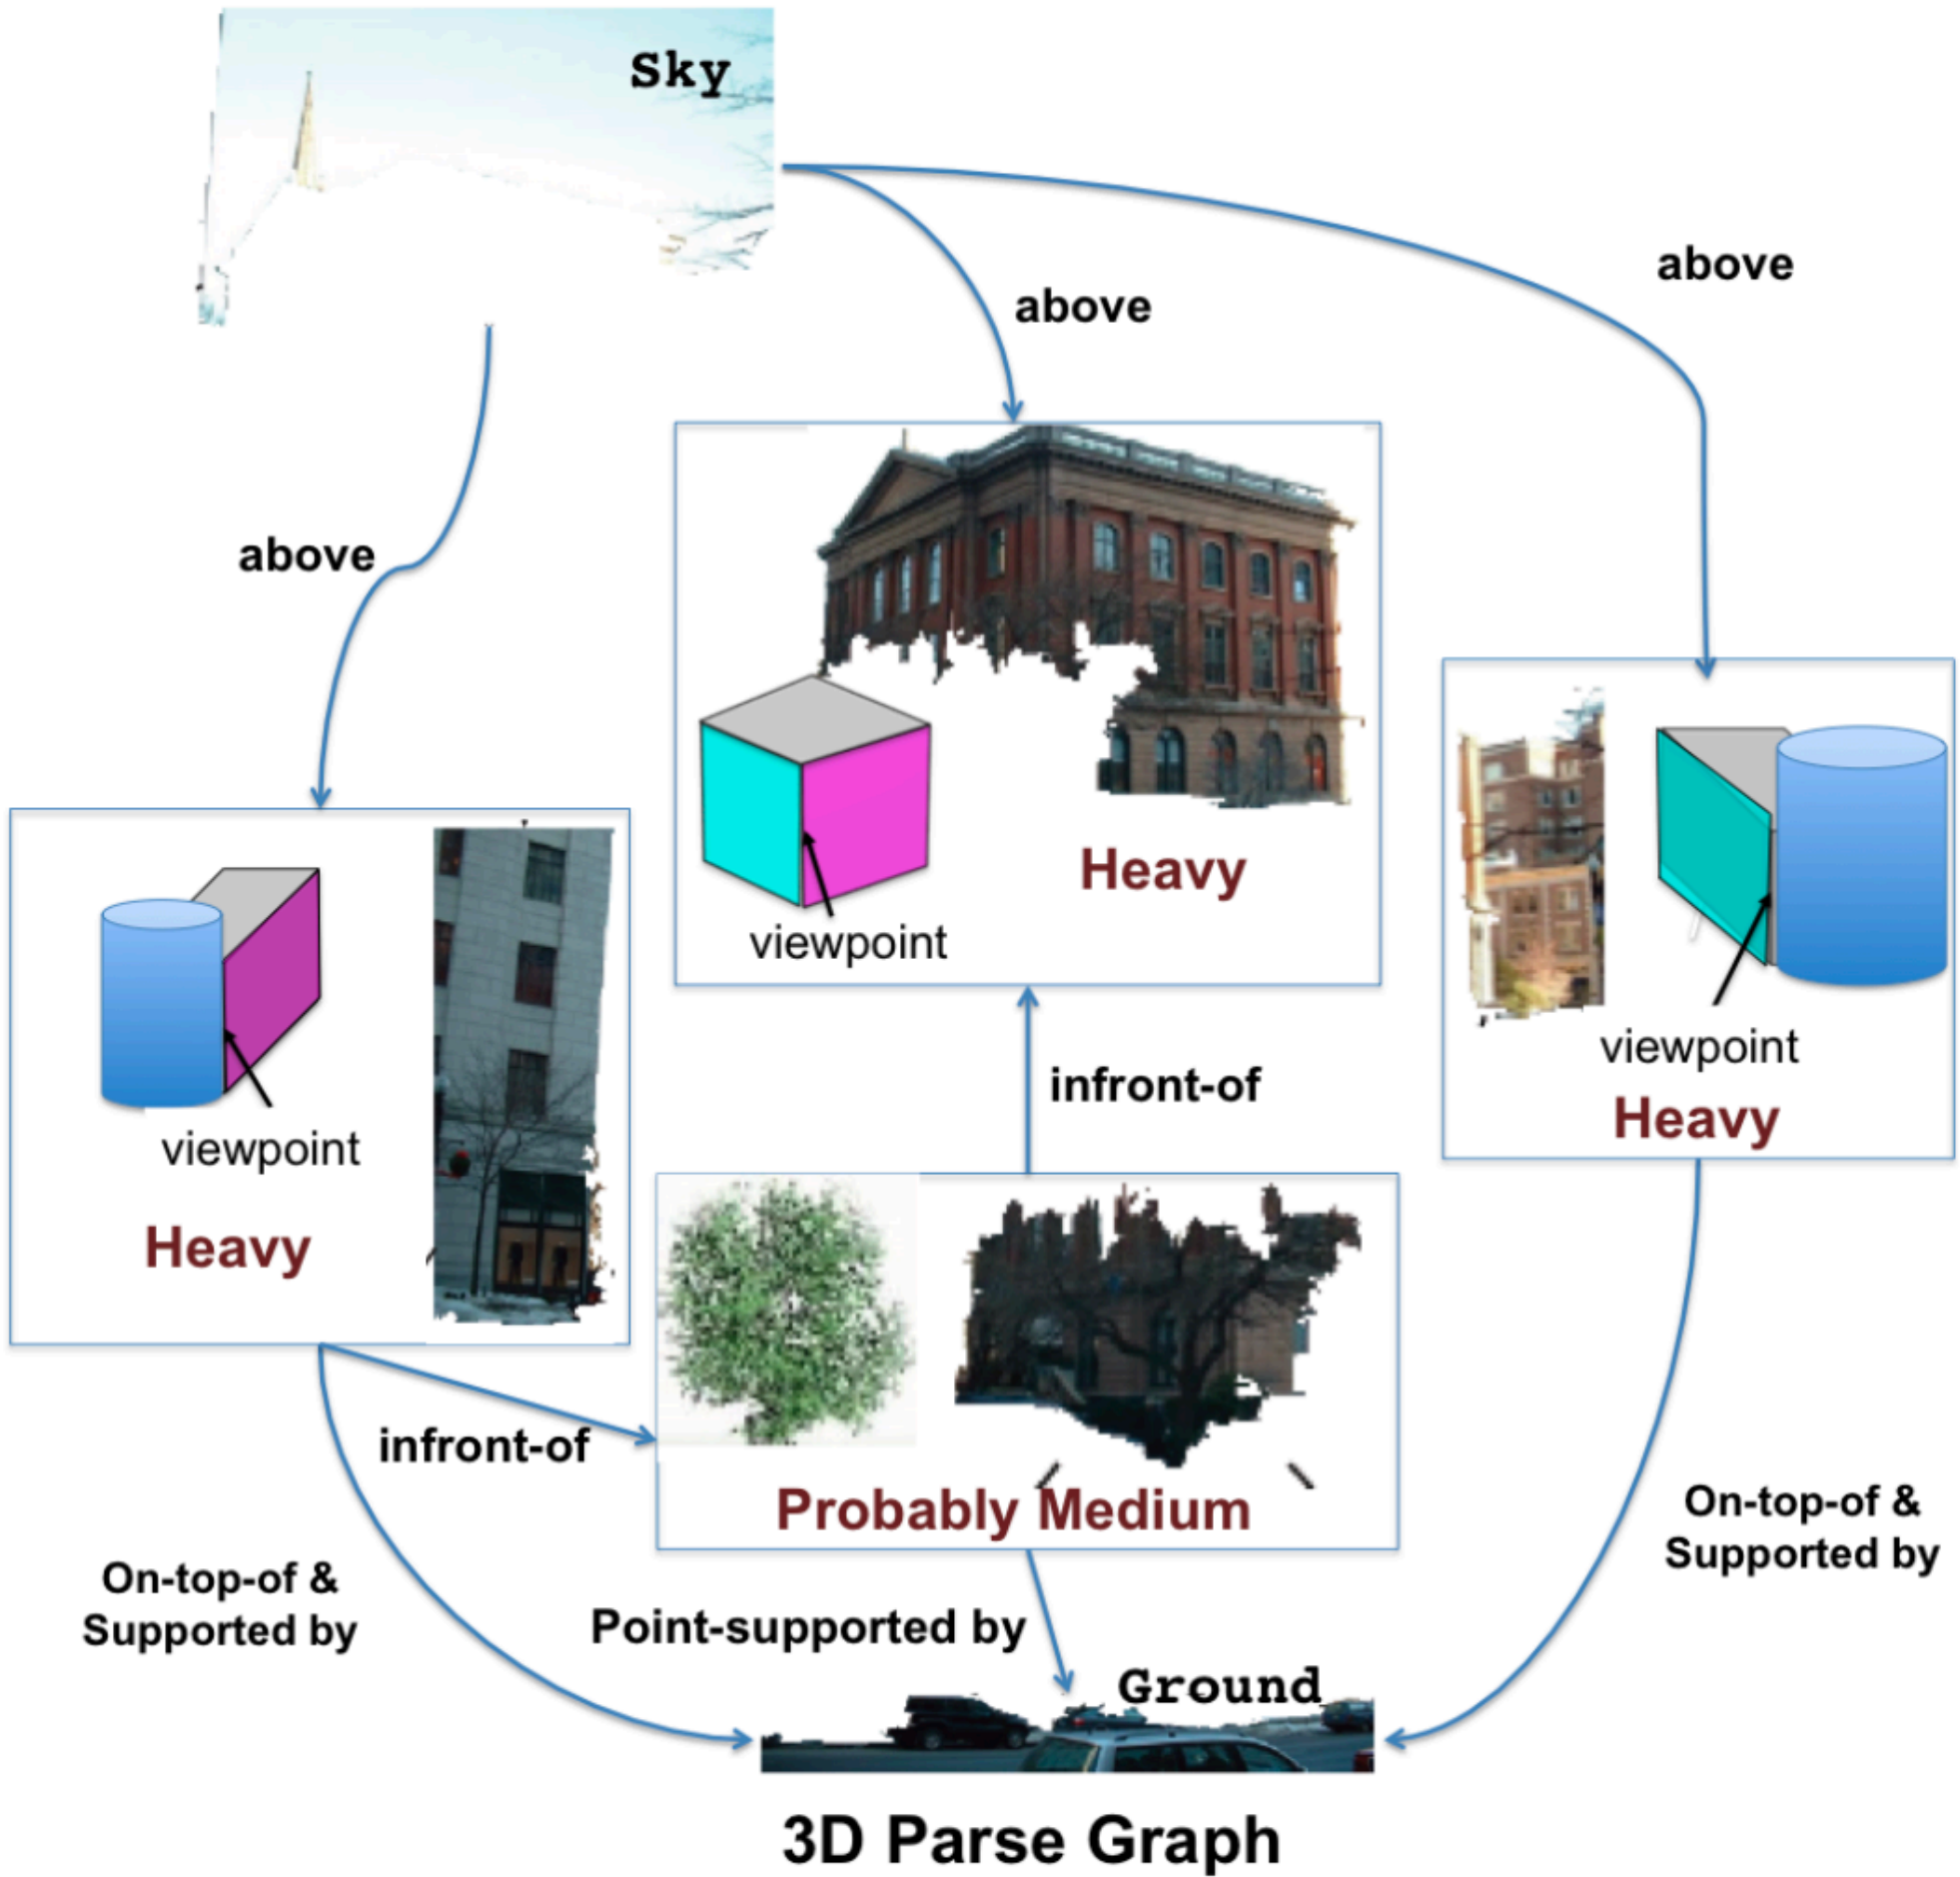 Sky
above
above
above
Heavy
viewpoint
viewpoint
Heavy
viewpoint
Heavy
infront-of
infront-of
Probably Medium
On-top-of &
Supported by
On-top-of &
Supported by
Point-supported by
Ground
3D Parse Graph